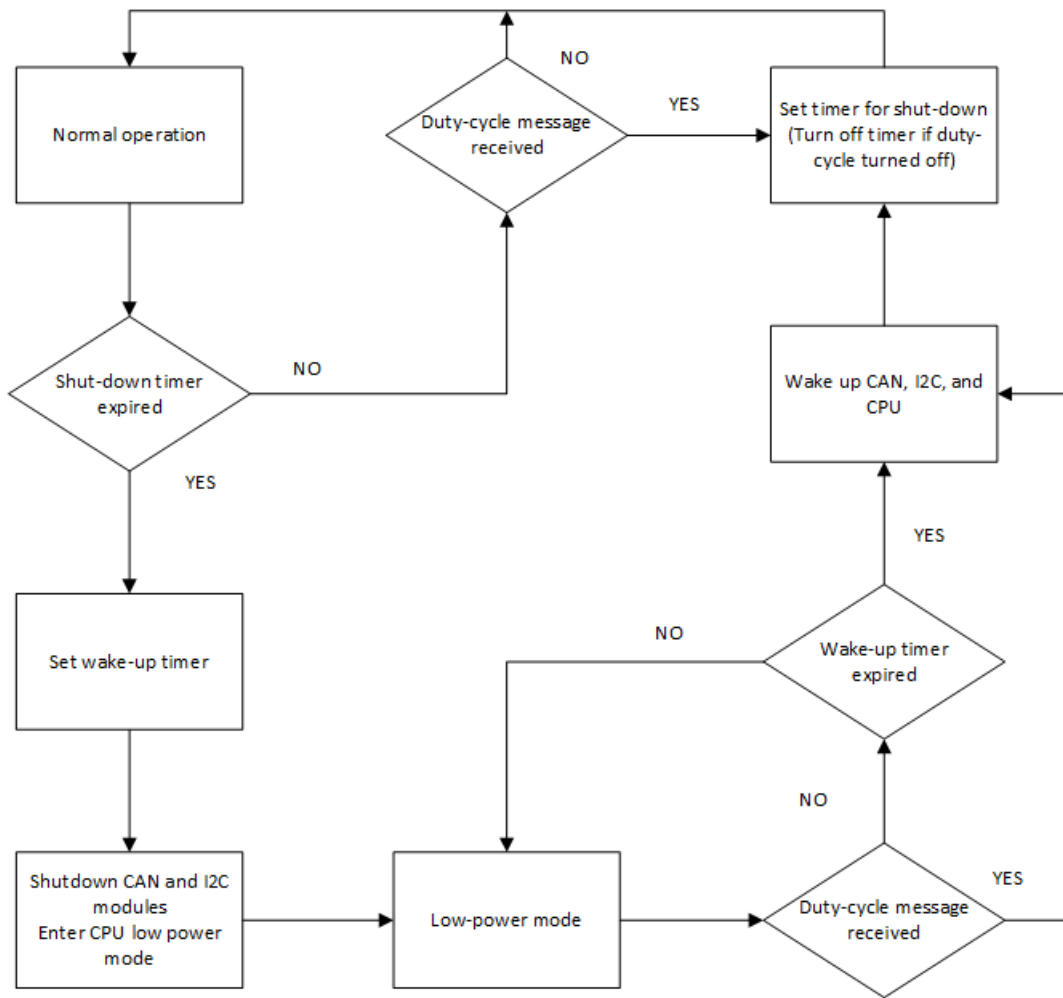 NO
Normal operation
Duty-cycle message
received
YES
Set timer for shut-down
(Turn off timer if duty-
cycle turned off)
Shut-down timer
expired
NO
YES
Wake up CAN, I2C, and
CPU
YES
Set wake-up timer
NO
Wake-up timer
expired
NO
Shutdown CAN and I2C
modules
Enter CPU low power
mode
Low-power mode
Duty-cycle message
received
YES